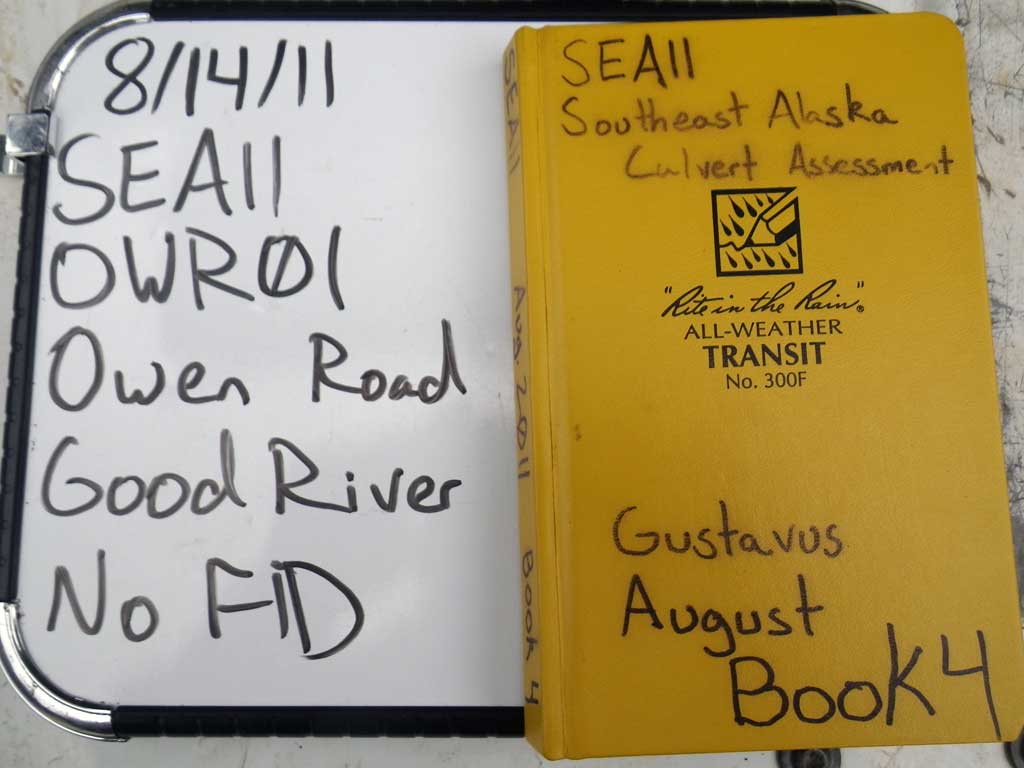 8/14/11
SEA11
OWR01
Owen Road
Good River
No FID
SEA11 Aug 2011 Book 4
SEA11
Southeast Alaska
Culvert Assessment
"Rite in the Rain"®
ALL-WEATHER
TRANSIT
No. 300F
Gustavus
August
Book 4